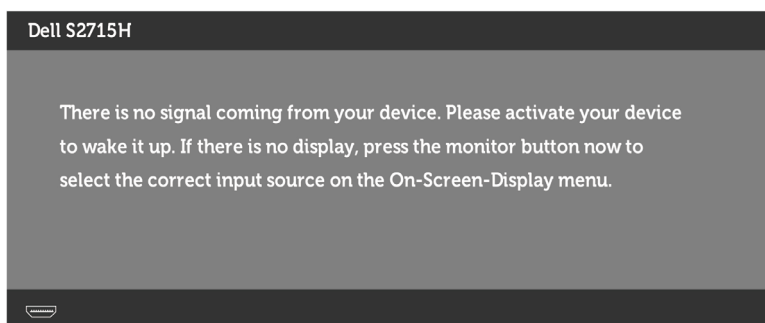 Dell S2715H
There is no signal coming from your device. Please activate your device
to wake it up. If there is no display, press the monitor button now to
select the correct input source on the On-Screen-Display menu.